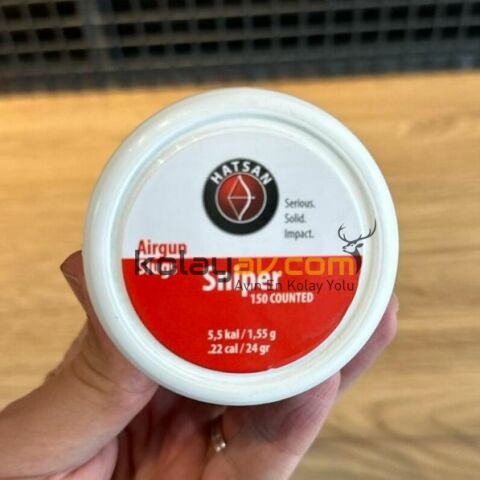 HATSAN
Serious.
Solid.
Impact.
Airgun
kolayav.com
Sniper
Avın En Kolay Yolu
150 COUNTED
5,5 kal / 1,55 g
.22 cal / 24 gr